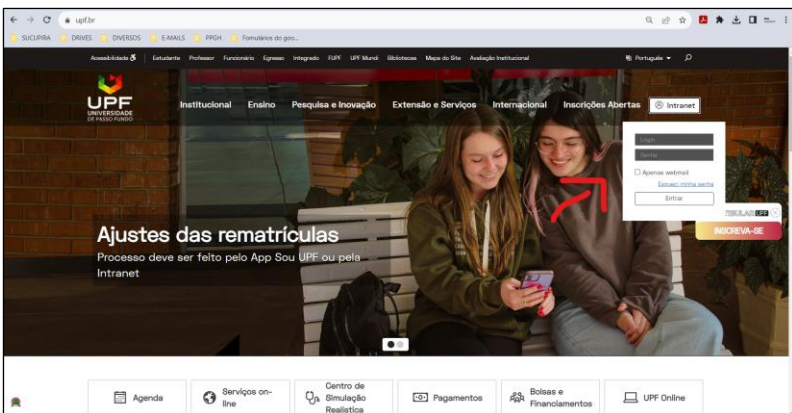 upf.br
SUCUPIRA DRIVES DIVERSOS E-MAILS PPGH Fomulários do goo...
Acessibilidade Estudante Professor Funcionário Egresso Integrado FUPF UPF Mundi Bibliotecas Mapa do Site Avaliação Institucional Português
UPF
UNIVERSIDADE
DE PASSO FUNDO
Institucional Ensino Pesquisa e Inovação Extensão e Serviços Internacional Inscrições Abertas Intranet
Login
Senha
Apenas webmail
Esqueci minha senha
Entrar
UPF
INSCREVA-SE
Ajustes das rematrículas
Processo deve ser feito pelo App Sou UPF ou pela
Intranet
Agenda
Serviços on-
line
Centro de
Simulação
Realística
Pagamentos
Bolsas e
Financiamentos
UPF Online